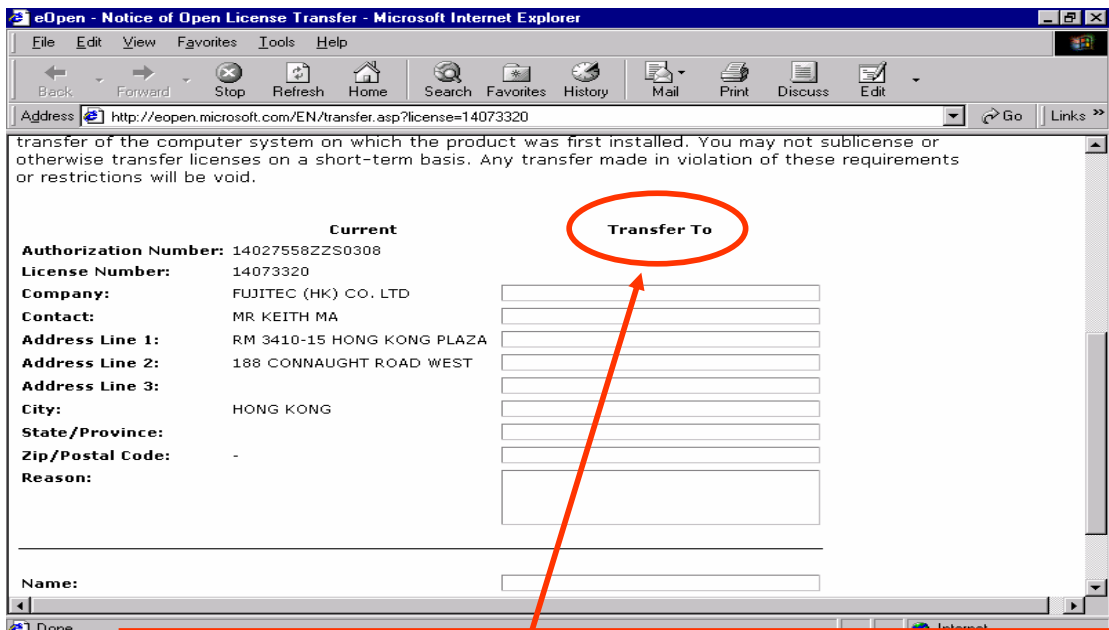 eOpen - Notice of Open License Transfer - Microsoft Internet Explorer
File Edit View Favorites Tools Help
Back Forward Stop Refresh Home Search Favorites History Mail Print Discuss Edit
Address http://eopen.microsoft.com/EN/transfer.asp?license=14073320 Go Links »
transfer of the computer system on which the product was first installed. You may not sublicense or
otherwise transfer licenses on a short-term basis. Any transfer made in violation of these requirements
or restrictions will be void.
Current Transfer To
Authorization Number: 14027558ZZS0308
License Number: 14073320
Company: FUJITEC (HK) CO. LTD
Contact: MR KEITH MA
Address Line 1: RM 3410-15 HONG KONG PLAZA
Address Line 2: 188 CONNAUGHT ROAD WEST
Address Line 3:
City: HONG KONG
State/Province:
Zip/Postal Code: -
Reason:
Name:
Done Internet